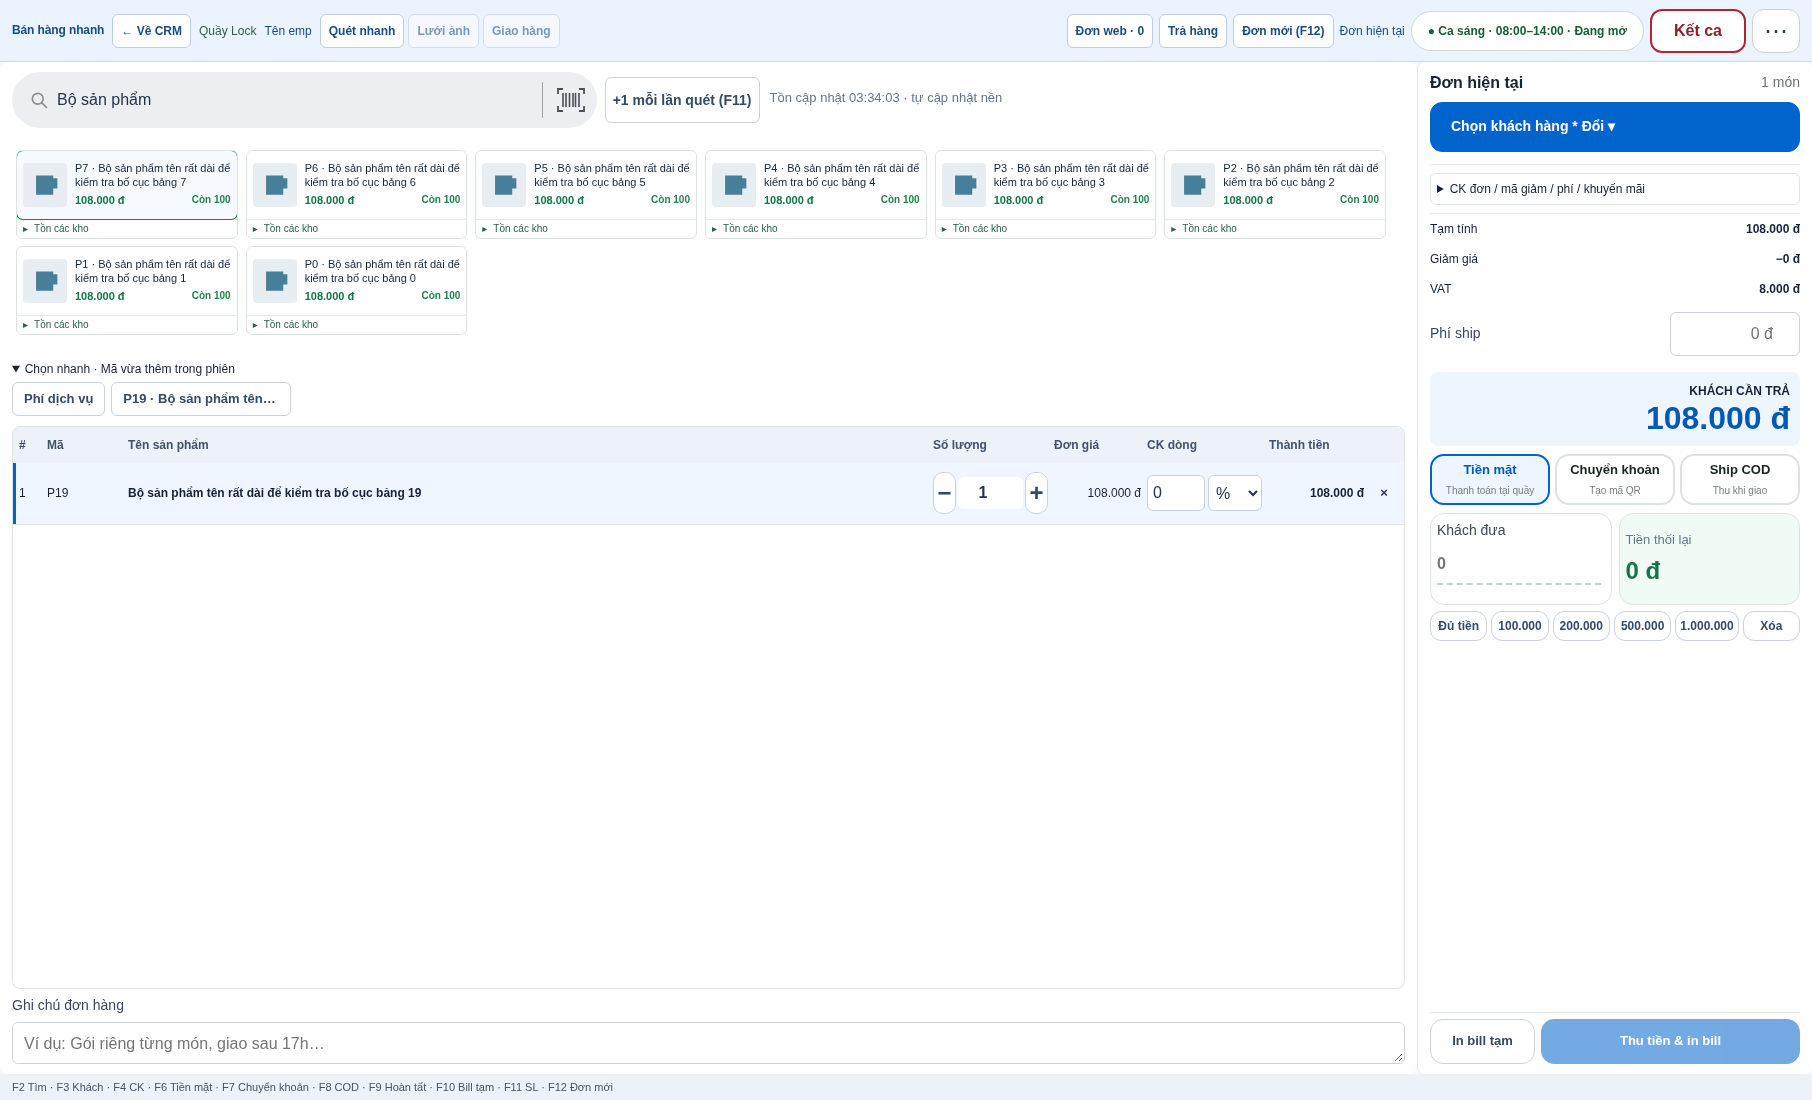 Bán hàng nhanh ← Về CRM Quầy Lock Tên emp Quét nhanh Lưới ảnh Giao hàng Đơn web · 0 Trả hàng Đơn mới (F12) Đơn hiện tại ● Ca sáng · 08:00–14:00 · Đang mở Kết ca ⋯
Bộ sản phẩm +1 mỗi lần quét (F11) Tồn cập nhật 03:34:03 · tự cập nhật nền
P7 · Bộ sản phẩm tên rất dài để kiểm tra bố cục bảng 7
108.000 đ Còn 100
▸ Tồn các kho
P6 · Bộ sản phẩm tên rất dài để kiểm tra bố cục bảng 6
108.000 đ Còn 100
▸ Tồn các kho
P5 · Bộ sản phẩm tên rất dài để kiểm tra bố cục bảng 5
108.000 đ Còn 100
▸ Tồn các kho
P4 · Bộ sản phẩm tên rất dài để kiểm tra bố cục bảng 4
108.000 đ Còn 100
▸ Tồn các kho
P3 · Bộ sản phẩm tên rất dài để kiểm tra bố cục bảng 3
108.000 đ Còn 100
▸ Tồn các kho
P2 · Bộ sản phẩm tên rất dài để kiểm tra bố cục bảng 2
108.000 đ Còn 100
▸ Tồn các kho
P1 · Bộ sản phẩm tên rất dài để kiểm tra bố cục bảng 1
108.000 đ Còn 100
▸ Tồn các kho
P0 · Bộ sản phẩm tên rất dài để kiểm tra bố cục bảng 0
108.000 đ Còn 100
▸ Tồn các kho
▼ Chọn nhanh · Mã vừa thêm trong phiên
Phí dịch vụ P19 · Bộ sản phẩm tên…
# Mã Tên sản phẩm Số lượng Đơn giá CK dòng Thành tiền
1 P19 Bộ sản phẩm tên rất dài để kiểm tra bố cục bảng 19 − 1 + 108.000 đ 0 % 108.000 đ ×
Ghi chú đơn hàng
Ví dụ: Gói riêng từng món, giao sau 17h…
Đơn hiện tại 1 món
Chọn khách hàng * Đổi ▾
▶ CK đơn / mã giảm / phí / khuyến mãi
Tạm tính 108.000 đ
Giảm giá −0 đ
VAT 8.000 đ
Phí ship 0 đ
KHÁCH CẦN TRẢ
108.000 đ
Tiền mặt Chuyển khoản Ship COD
Thanh toán tại quầy Tạo mã QR Thu khi giao
Khách đưa
0
Tiền thối lại
0 đ
Đủ tiền 100.000 200.000 500.000 1.000.000 Xóa
In bill tạm Thu tiền & in bill
F2 Tìm · F3 Khách · F4 CK · F6 Tiền mặt · F7 Chuyển khoản · F8 COD · F9 Hoàn tất · F10 Bill tạm · F11 SL · F12 Đơn mới